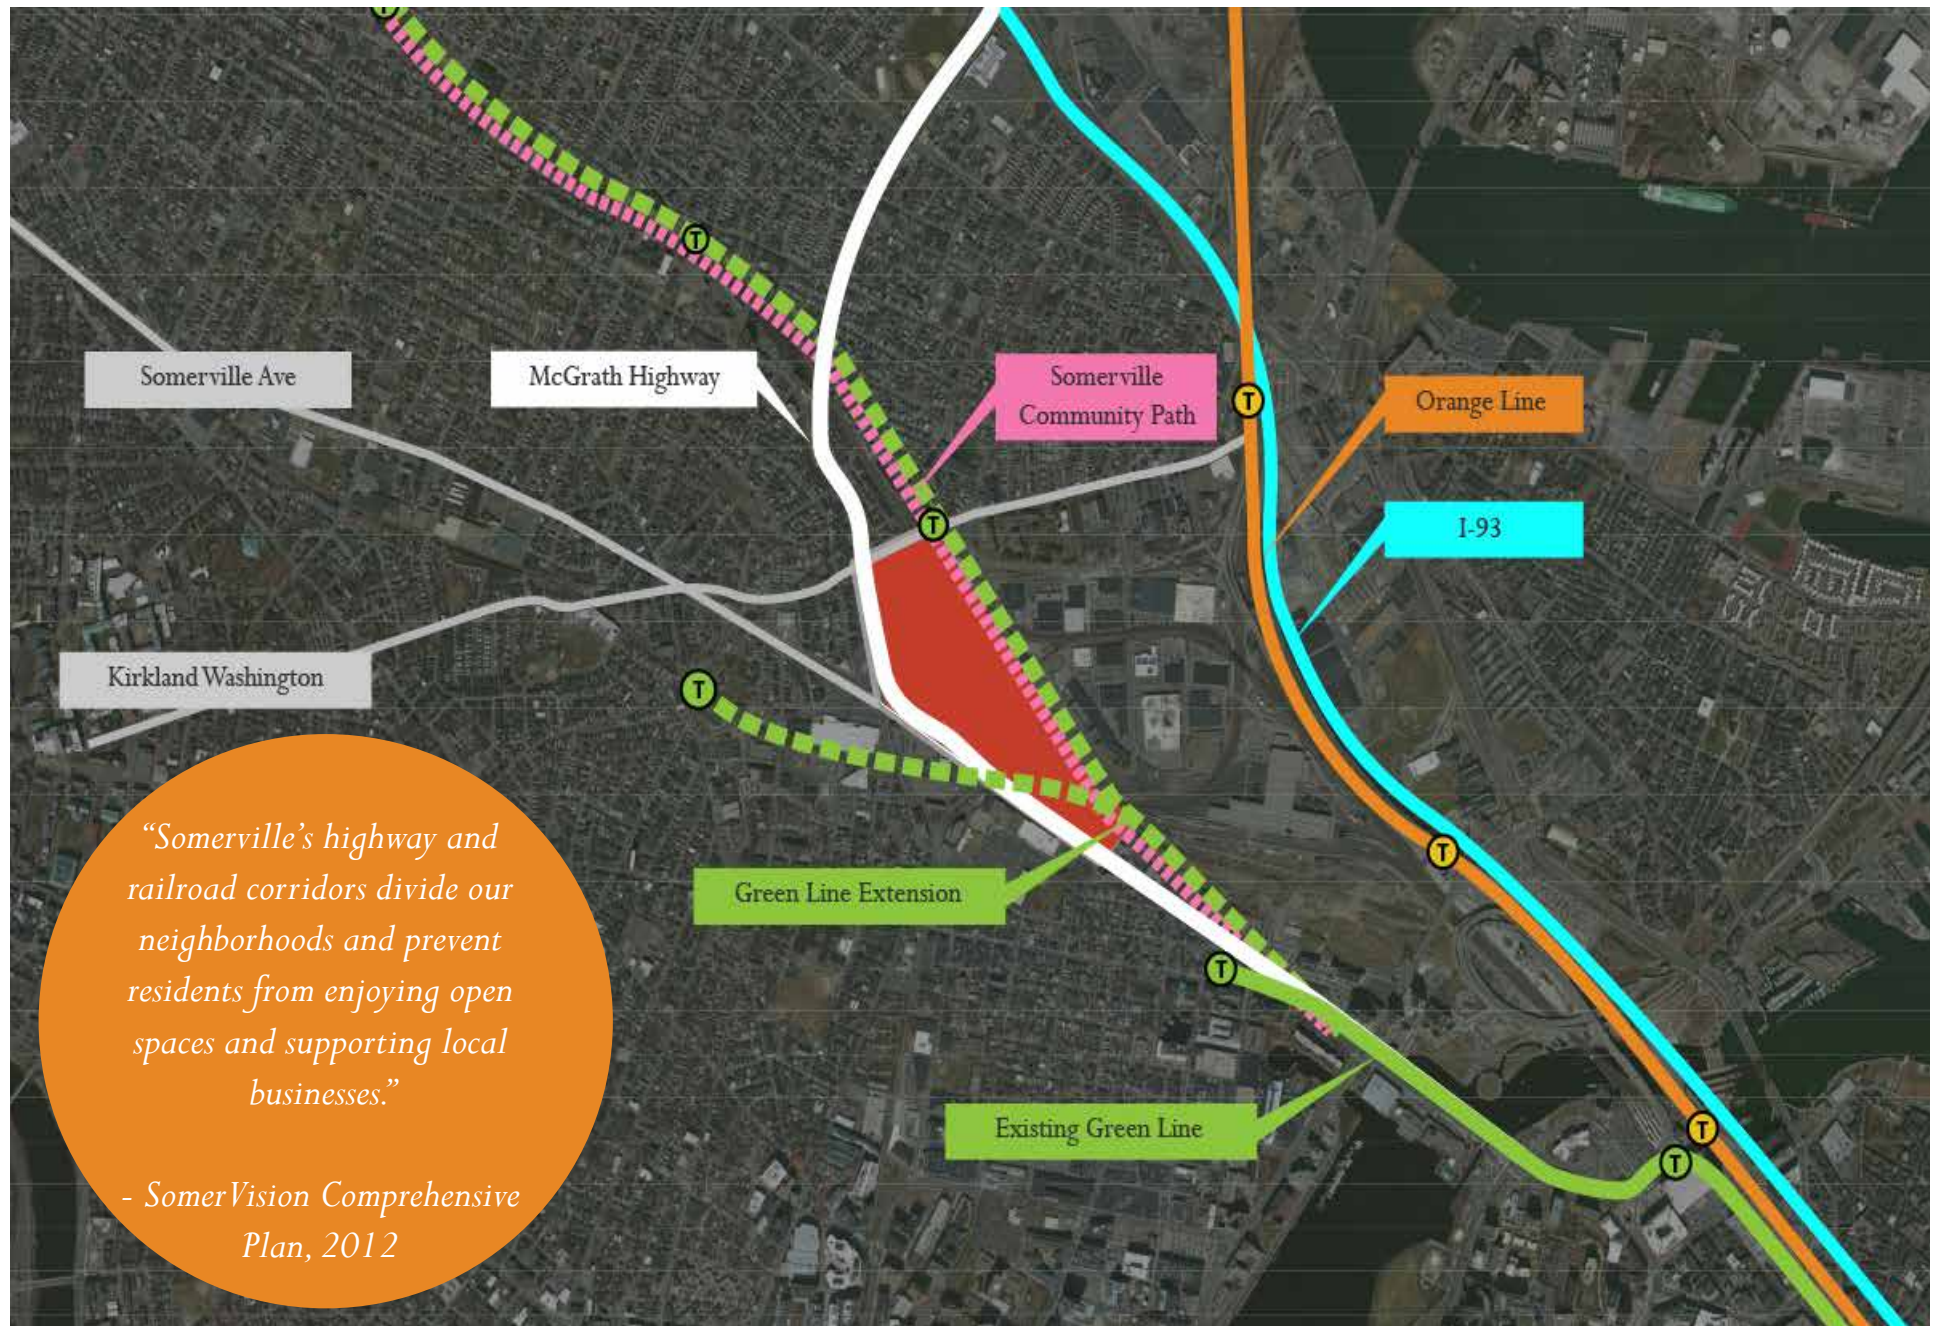 T
T
Somerville Ave
McGrath Highway
Somerville
Community Path
Orange Line
T
T
I-93
Kirkland Washington
T
Green Line Extension
T
T
Existing Green Line
T
T
“Somerville’s highway and
railroad corridors divide our
neighborhoods and prevent
residents from enjoying open
spaces and supporting local
businesses.”
- SomerVision Comprehensive
Plan, 2012